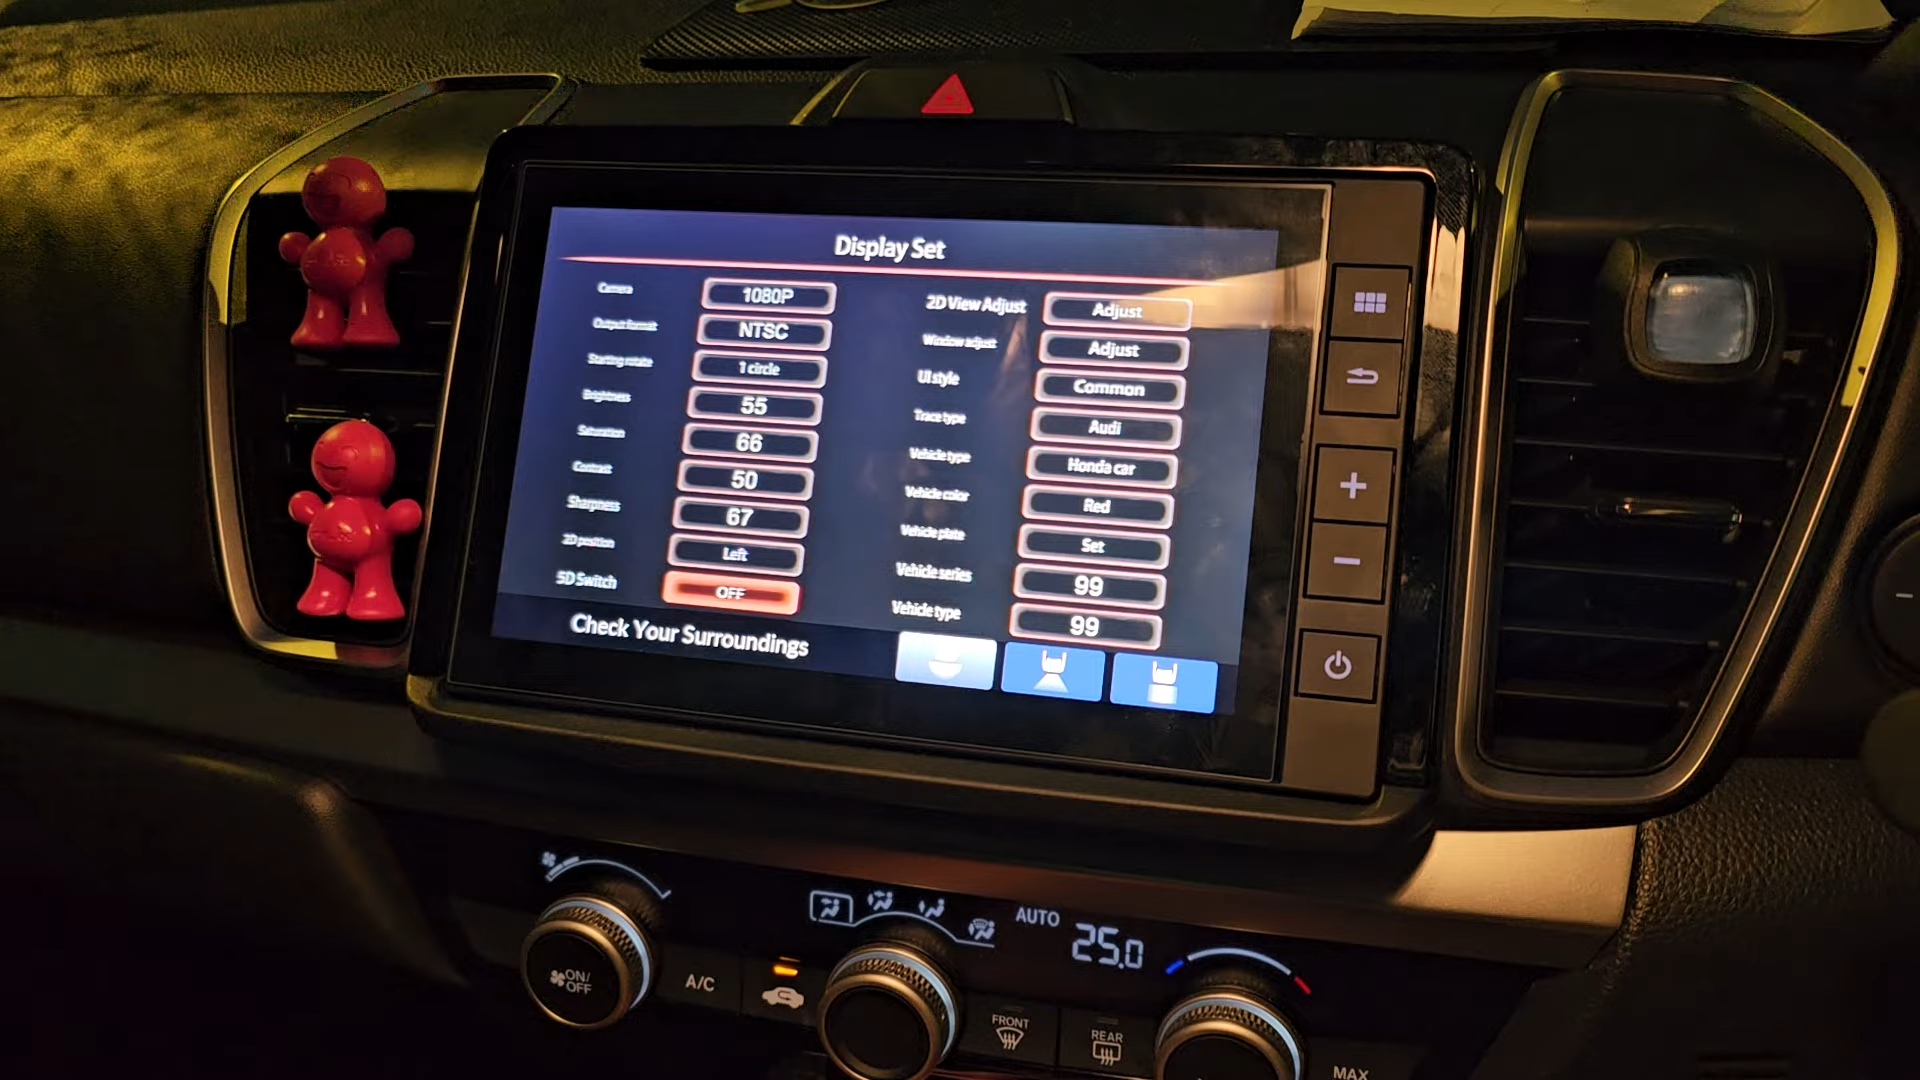 Display Set
Camera 1080P
Output format NTSC
Starting rotate 1 circle
Brightness 55
Saturation 66
Contrast 50
Sharpness 67
2D position Left
5D Switch OFF
2D View Adjust Adjust
Window adjust Adjust
UI style Common
Trace type Audi
Vehicle type Honda car
Vehicle color Red
Vehicle plate Set
Vehicle series 99
Vehicle type 99
Check Your Surroundings
AUTO 25.0
ON/
OFF
A/C
FRONT
REAR
MAX